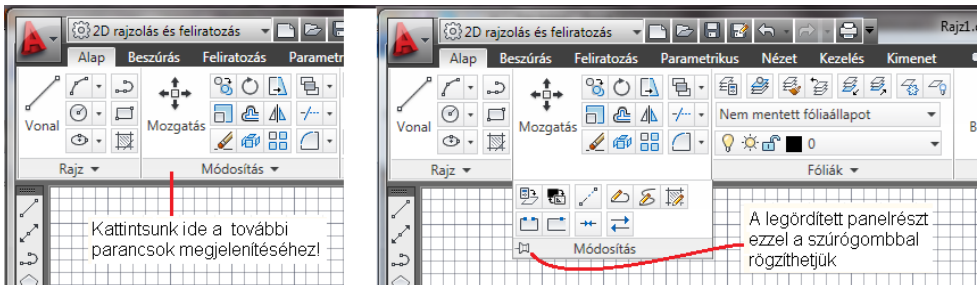 2D rajzolás és feliratozás
Alap Beszúrás Feliratozás Paramet
Vonal
Mozgatás
Rajz
Módosítás
Kattintsunk ide a további
parancsok megjelenítéséhez!
2D rajzolás és feliratozás
Rajz1.
Alap Beszúrás Feliratozás Parametrikus Nézet Kezelés Kimenet
Vonal
Mozgatás
Nem mentett fóliaállapot
0
B
Rajz
Fóliák
Módosítás
A legördített panelrészt
ezzel a szúrógombbal
rögzíthetjük